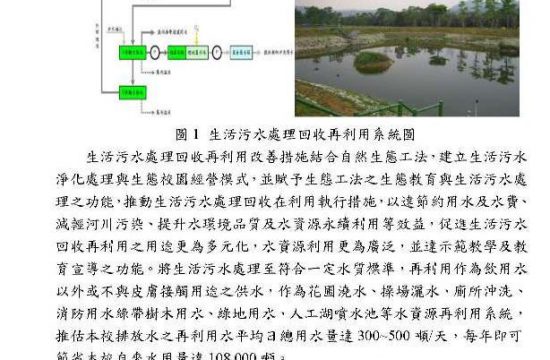 圖 1 生活污水處理回收再利用系統圖
生活污水處理回收再利用改善措施結合自然生態工法，建立生活污水
淨化處理與生態校園經營模式，並賦予生態工法之生態教育與生活污水處
理之功能，推動生活污水處理回收在利用執行措施，以達節約用水及水費、
減輕河川污染、提升水環境品質及水資源永續利用等效益，促進生活污水
回收再利用之用途更為多元化，水資源利用更為廣泛，並達示範教學及教
育宣導之功能。將生活污水處理至符合一定水質標準，再利用作為飲用水
以外或不與皮膚接觸用途之供水，作為花園澆水、操場灑水、廁所沖洗、
消防用水綠帶樹木用水、綠地用水、人工湖噴水池等水資源再利用系統，
推估本校排放水之再利用水平均日總用水量達 300~500 噸/天，每年即可
節省本校自來水用量達 108,000 噸。